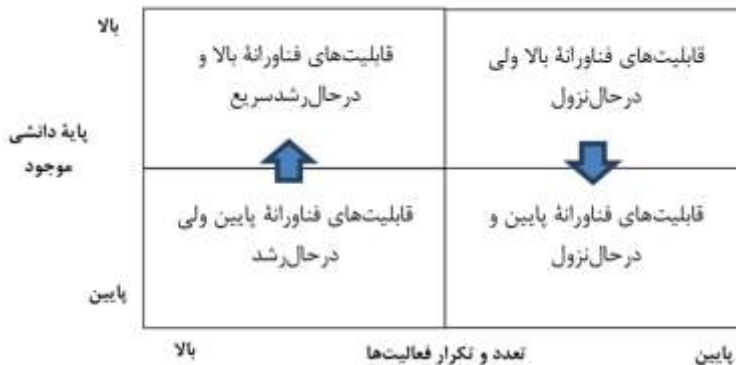 بالا
قابلیت‌های فناورانهٔ بالا ولی
درحال‌نزول
قابلیت‌های فناورانهٔ بالا و
درحال‌رشدسریع
پایهٔ دانشی
موجود
قابلیت‌های فناورانهٔ پایین و
درحال‌نزول
قابلیت‌های فناورانهٔ پایین ولی
درحال‌رشد
پایین
پایین
تعدد و تکرار فعالیت‌ها
بالا